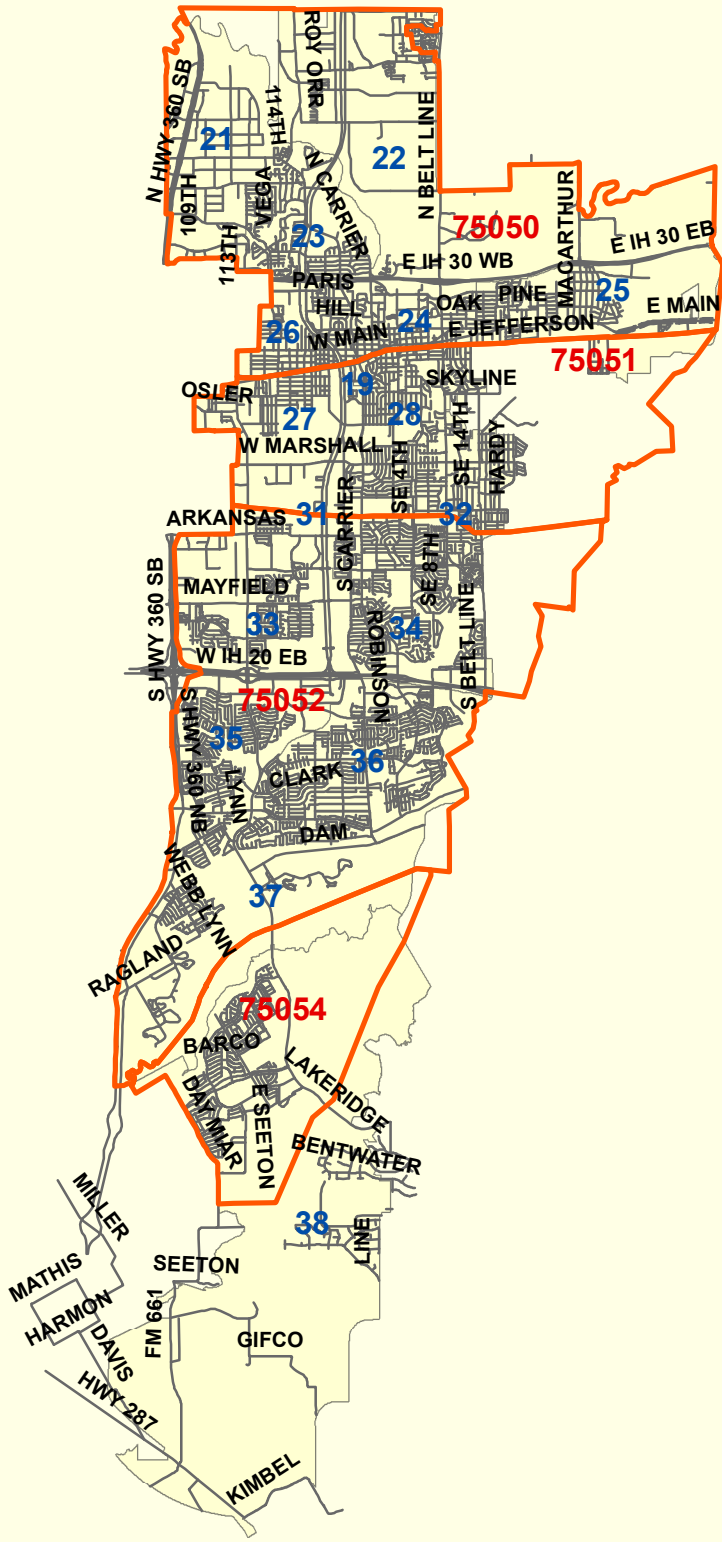 ROY ORR
N HWY 360 SB
114TH
21
22
N BELT LINE
109TH
VEGA
N CARRIER
MACARTHUR
113TH
23
75050
E IH 30 EB
E IH 30 WB
PARIS
HILL
OAK
PINE
25
E MAIN
26
W MAIN
24
E JEFFERSON
75051
OSLER
19
SKYLINE
27
28
W MARSHALL
SE 4TH
SE 14TH
HARDY
ARKANSAS
31
S CARRIER
32
S HWY 360 SB
MAYFIELD
SE 8TH
33
ROBINSON
34
S BELT LINE
W IH 20 EB
75052
S HWY 360 NB
35
LYNN
CLARK
36
DAM
WEBB LYNN
37
RAGLAND
75054
BARCO
LAKERIDGE
DAY MIAR
E SEETON
BENTWATER
MILLER
38
LINE
MATHIS
SEETON
HARMON
FM 661
DAVIS
GIFCO
HWY 287
KIMBEL